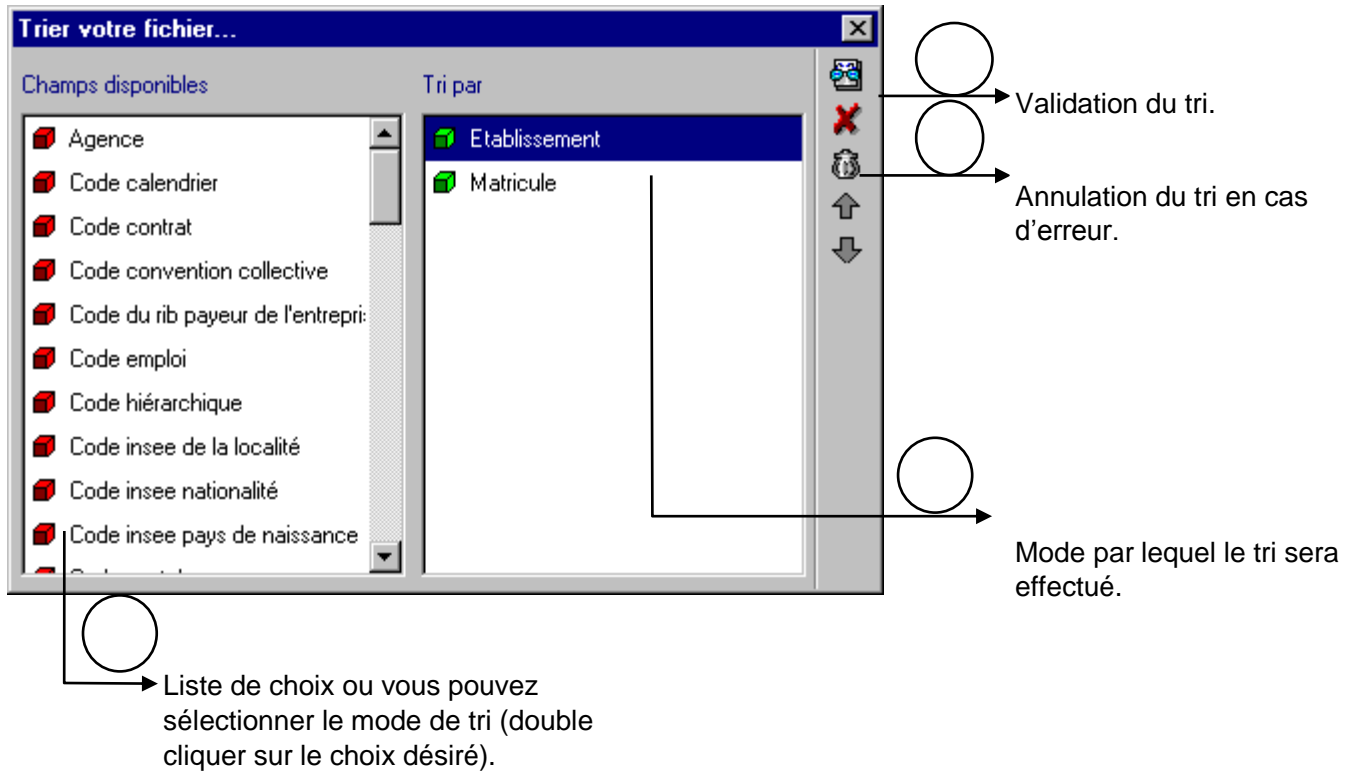 Trier votre fichier...
Champs disponibles
Tri par
Agence
Code calendrier
Code contrat
Code convention collective
Code du rib payeur de l'entrepri
Code emploi
Code hiérarchique
Code insee de la localité
Code insee nationalité
Code insee pays de naissance
Etablissement
Matricule
Validation du tri.
Annulation du tri en cas
d'erreur.
Mode par lequel le tri sera
effectué.
Liste de choix ou vous pouvez
sélectionner le mode de tri (double
cliquer sur le choix désiré).